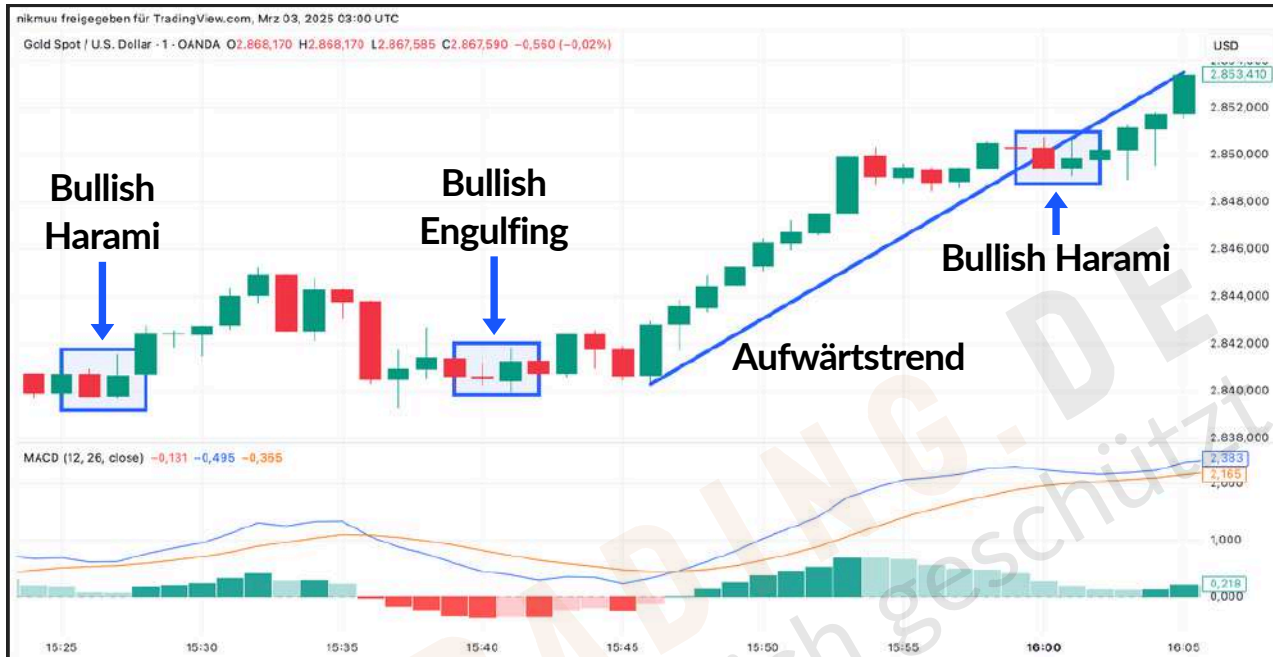 nikmuu freigegeben für TradingView.com, Mrz 03, 2025 03:00 UTC
Gold Spot / U.S. Dollar · 1 · OANDA O2.868,170 H2.868,170 L2.867,585 C2.867,590 −0,560 (−0,02%)
USD
2.853,410
2.852,000
2.850,000
2.848,000
2.846,000
2.844,000
2.842,000
2.840,000
2.838,000
Bullish
Harami
Bullish
Engulfing
Bullish Harami
Aufwärtstrend
MACD (12, 26, close) −0,131 −0,495 −0,365
2,383
2,165
2,000
1,000
0,218
0,000
15:25 15:30 15:35 15:40 15:45 15:50 15:55 16:00 16:05
ADING.DE
geschützt